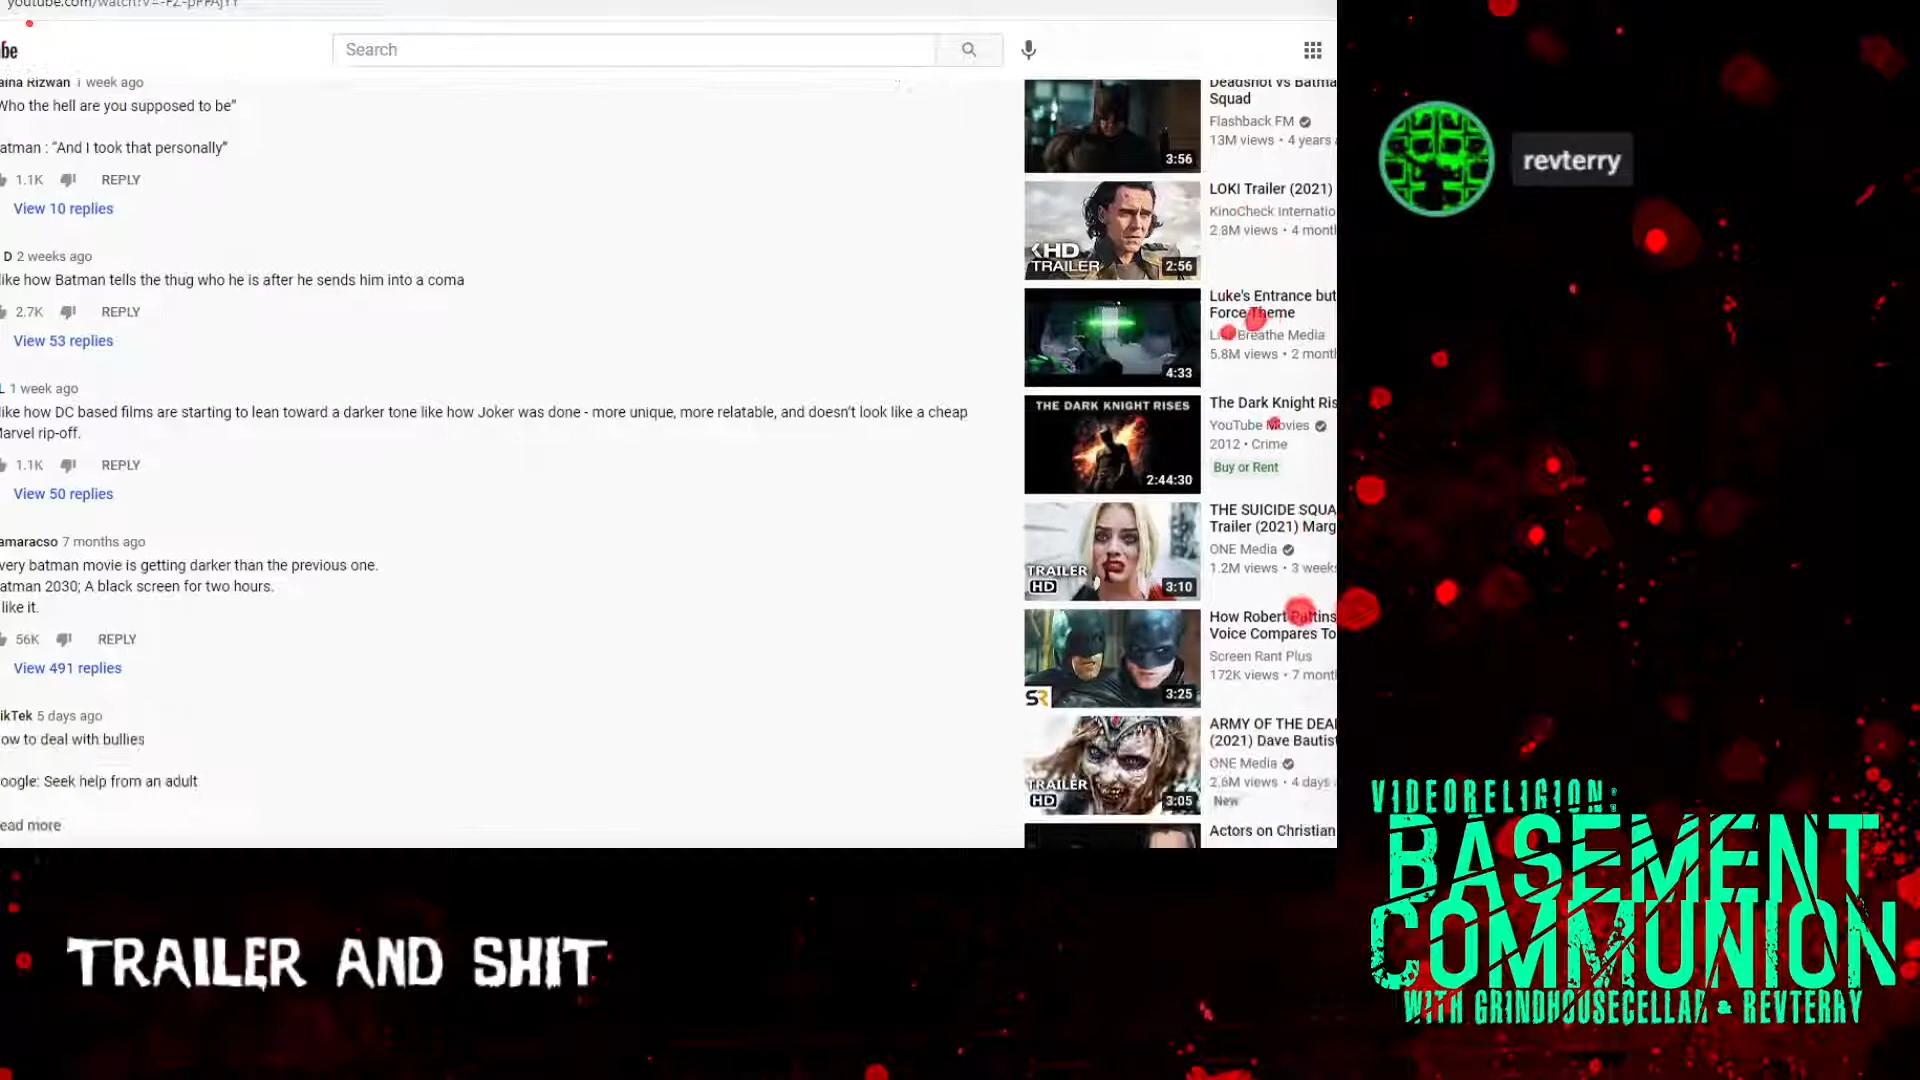 youtube.com/watch?v=-FZ-pPFAjYY
be
Search
aina Rizwan 1 week ago
Who the hell are you supposed to be”
atman : “And I took that personally”
1.1K REPLY
View 10 replies
D 2 weeks ago
like how Batman tells the thug who he is after he sends him into a coma
2.7K REPLY
View 53 replies
L 1 week ago
like how DC based films are starting to lean toward a darker tone like how Joker was done - more unique, more relatable, and doesn’t look like a cheap
Marvel rip-off.
1.1K REPLY
View 50 replies
amaracso 7 months ago
very batman movie is getting darker than the previous one.
atman 2030; A black screen for two hours.
like it.
56K REPLY
View 491 replies
ikTek 5 days ago
ow to deal with bullies
oogle: Seek help from an adult
ead more
Deadshot vs Batma
Squad
Flashback FM
13M views • 4 years
3:56
LOKI Trailer (2021)
KinoCheck Internatio
2.8M views • 4 mont
HD
TRAILER
2:56
Luke's Entrance but
Force Theme
Breathe Media
5.8M views • 2 mont
4:33
THE DARK KNIGHT RISES
2:44:30
The Dark Knight Ris
YouTube Movies
2012 • Crime
Buy or Rent
THE SUICIDE SQUA
Trailer (2021) Marg
ONE Media
1.2M views • 3 weeks
TRAILER
HD
3:10
How Robert Pattins
Voice Compares To
Screen Rant Plus
172K views • 7 mont
SR
3:25
ARMY OF THE DEA
(2021) Dave Bautis
ONE Media
2.6M views • 4 days
New
TRAILER
HD
3:05
Actors on Christian
revterry
TRAILER AND SHIT
VIDEORELIGION:
BASEMENT
COMMUNION
WITH GRINDHOUSECELLAR & REVTERRY